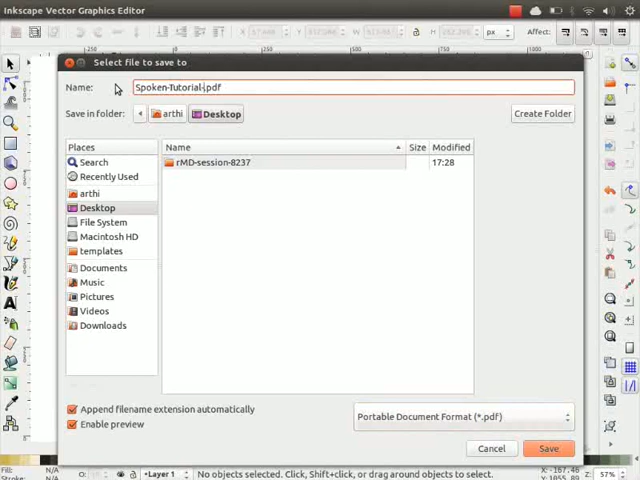 Inkscape Vector Graphics Editor
Affect:
px
Select file to save to
Name: Spoken-Tutorial-.pdf
Save in folder: arthi Desktop Create Folder
Places
Search
Recently Used
arthi
Desktop
File System
Macintosh HD
templates
Documents
Music
Pictures
Videos
Downloads
Name Size Modified
rMD-session-8237 17:28
Append filename extension automatically
Enable preview
Portable Document Format (*.pdf)
Cancel Save
Fill: N/A
Stroke: N/A
O:
Layer 1
No objects selected. Click, Shift+click, or drag around objects to select.
Z: 57%